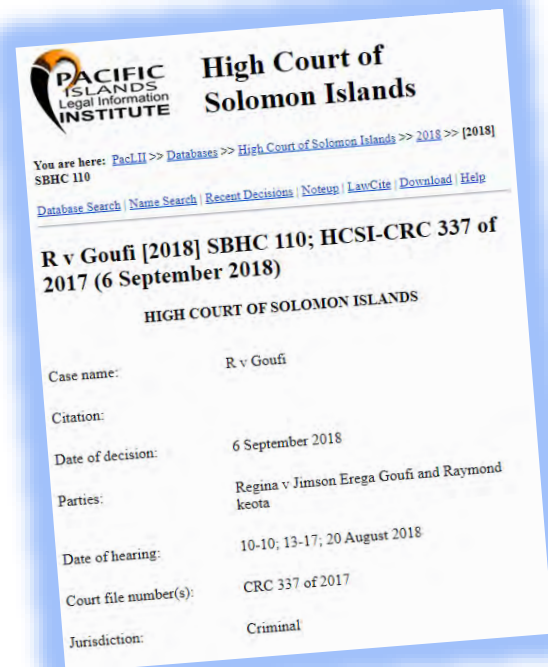 PACIFIC
ISLANDS
Legal Information
INSTITUTE
High Court of
Solomon Islands
You are here: PacLII >> Databases >> High Court of Solomon Islands >> 2018 >> [2018]
SBHC 110
Database Search | Name Search | Recent Decisions | Noteup | LawCite | Download | Help
R v Goufi [2018] SBHC 110; HCSI-CRC 337 of
2017 (6 September 2018)
HIGH COURT OF SOLOMON ISLANDS
Case name: R v Goufi
Citation:
Date of decision: 6 September 2018
Parties: Regina v Jimson Erega Goufi and Raymond
keota
Date of hearing: 10-10; 13-17; 20 August 2018
Court file number(s): CRC 337 of 2017
Jurisdiction: Criminal